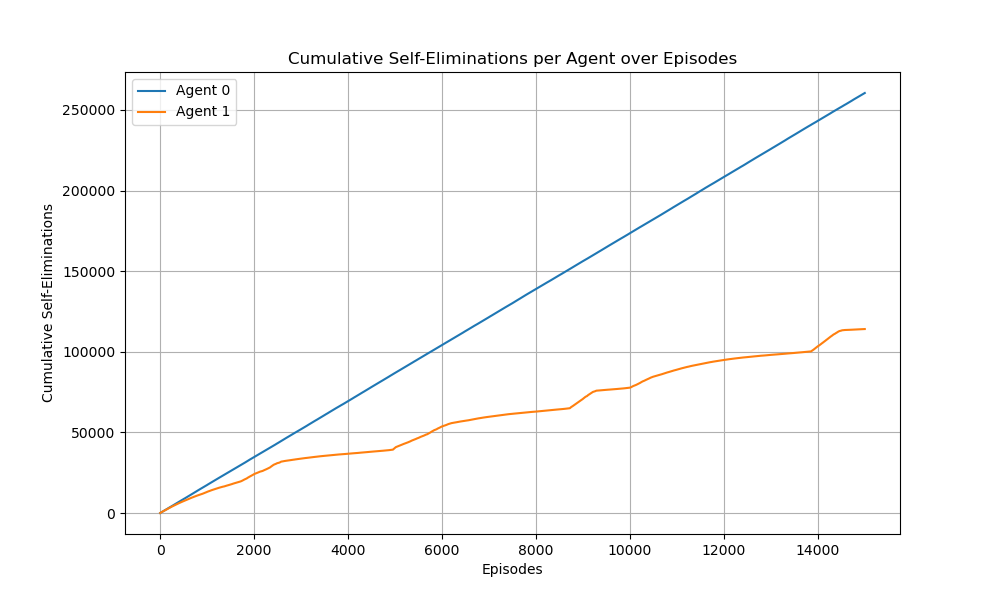 Cumulative Self-Eliminations per Agent over Episodes
Agent 0
Agent 1
Cumulative Self-Eliminations
250000
200000
150000
100000
50000
0
0 2000 4000 6000 8000 10000 12000 14000
Episodes